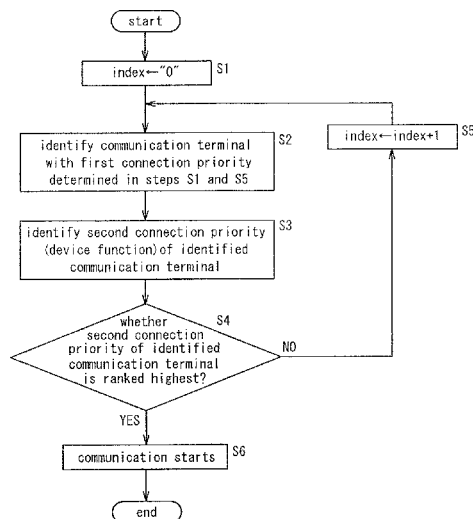 start
index←"0"
S1
S5
index←index+1
S2
identify communication terminal
with first connection priority
determined in steps S1 and S5
S3
identify second connection priority
(device function) of identified
communication terminal
S4
whether
second connection
priority of identified
communication terminal
is ranked highest?
NO
YES
S6
communication starts
end